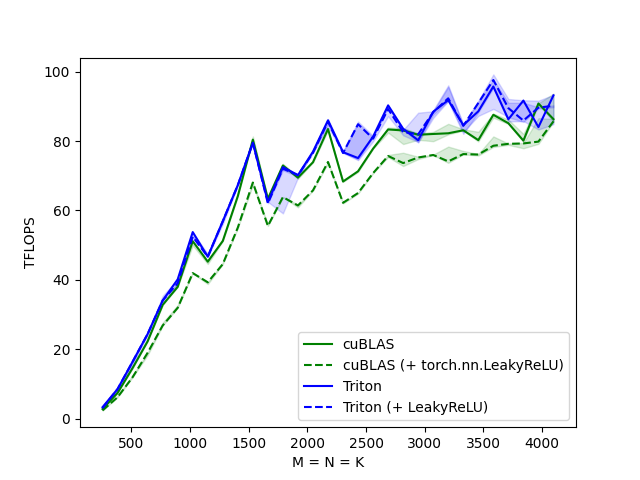 100
80
60
40
20
0
TFLOPS
500
1000
1500
2000
2500
3000
3500
4000
M = N = K
cuBLAS
cuBLAS (+ torch.nn.LeakyReLU)
Triton
Triton (+ LeakyReLU)